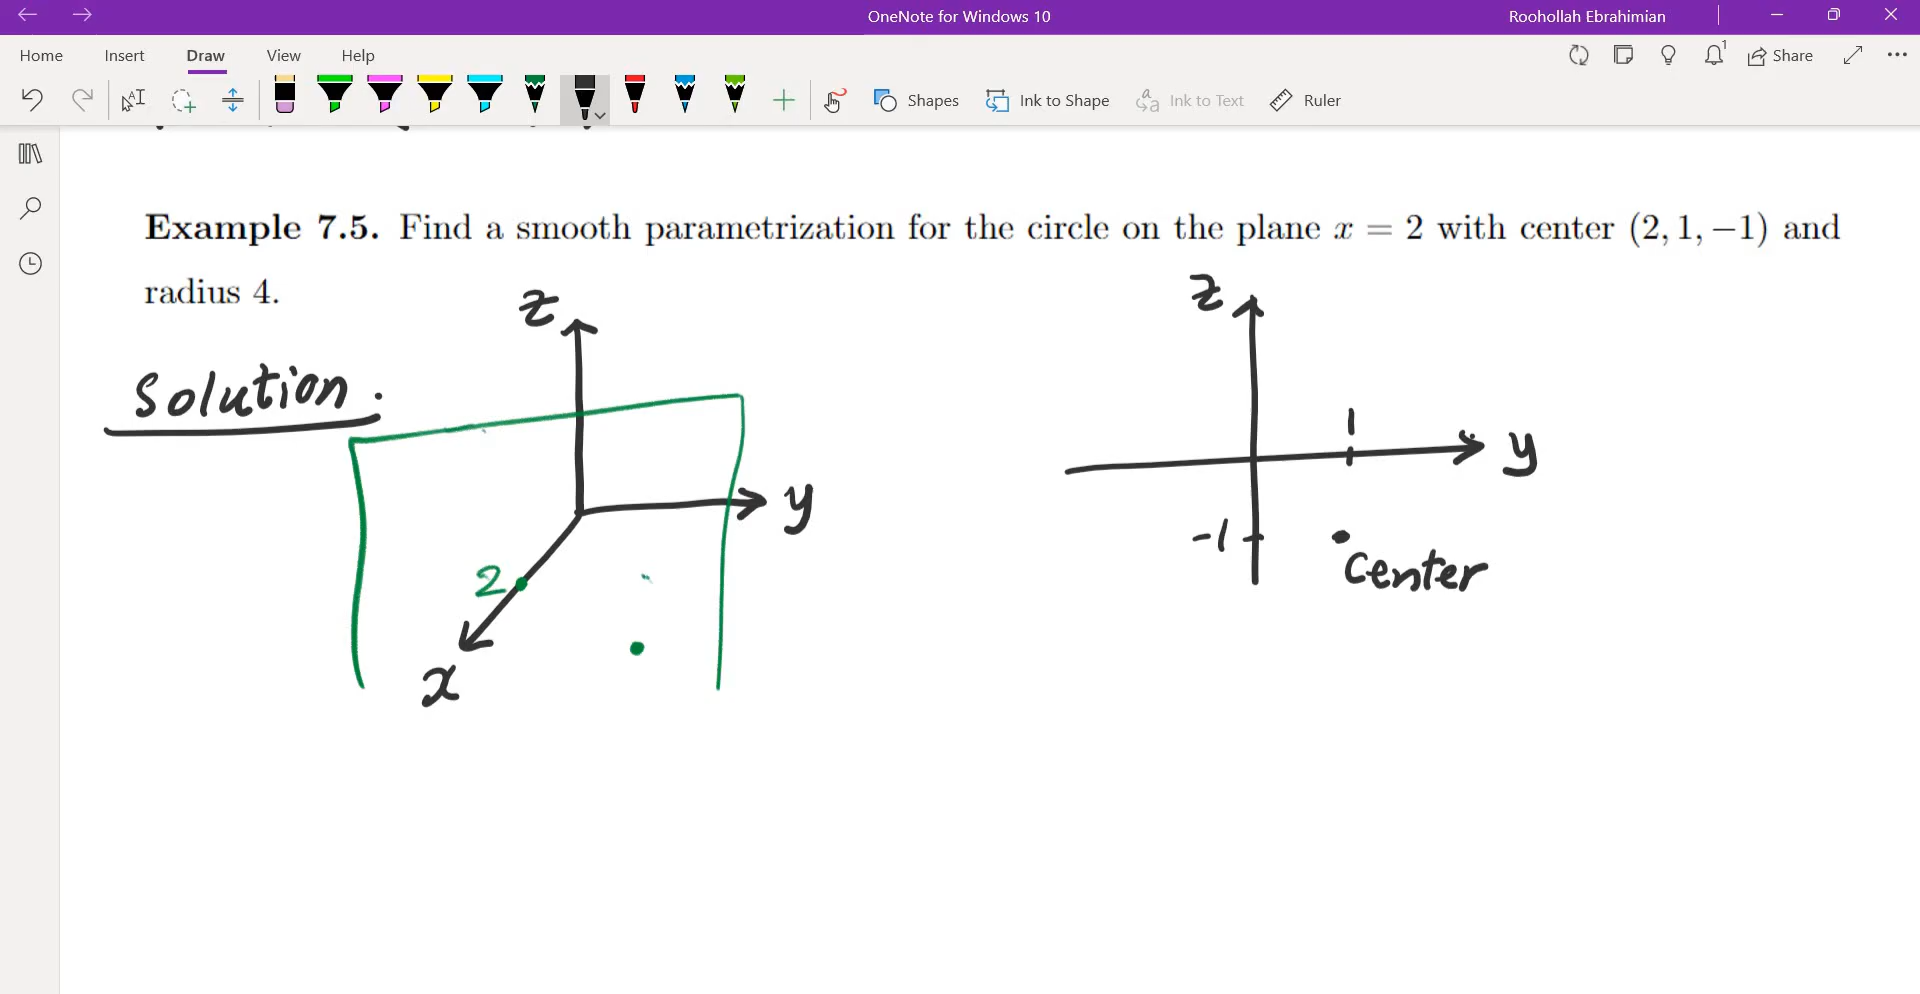 OneNote for Windows 10
Roohollah Ebrahimian
Home Insert Draw View Help
1
Share
Shapes
Ink to Shape
Ink to Text
Ruler
Example 7.5. Find a smooth parametrization for the circle on the plane x = 2 with center (2, 1, −1) and
radius 4.
Solution.
z
y
2
x
z
1
y
-1
center